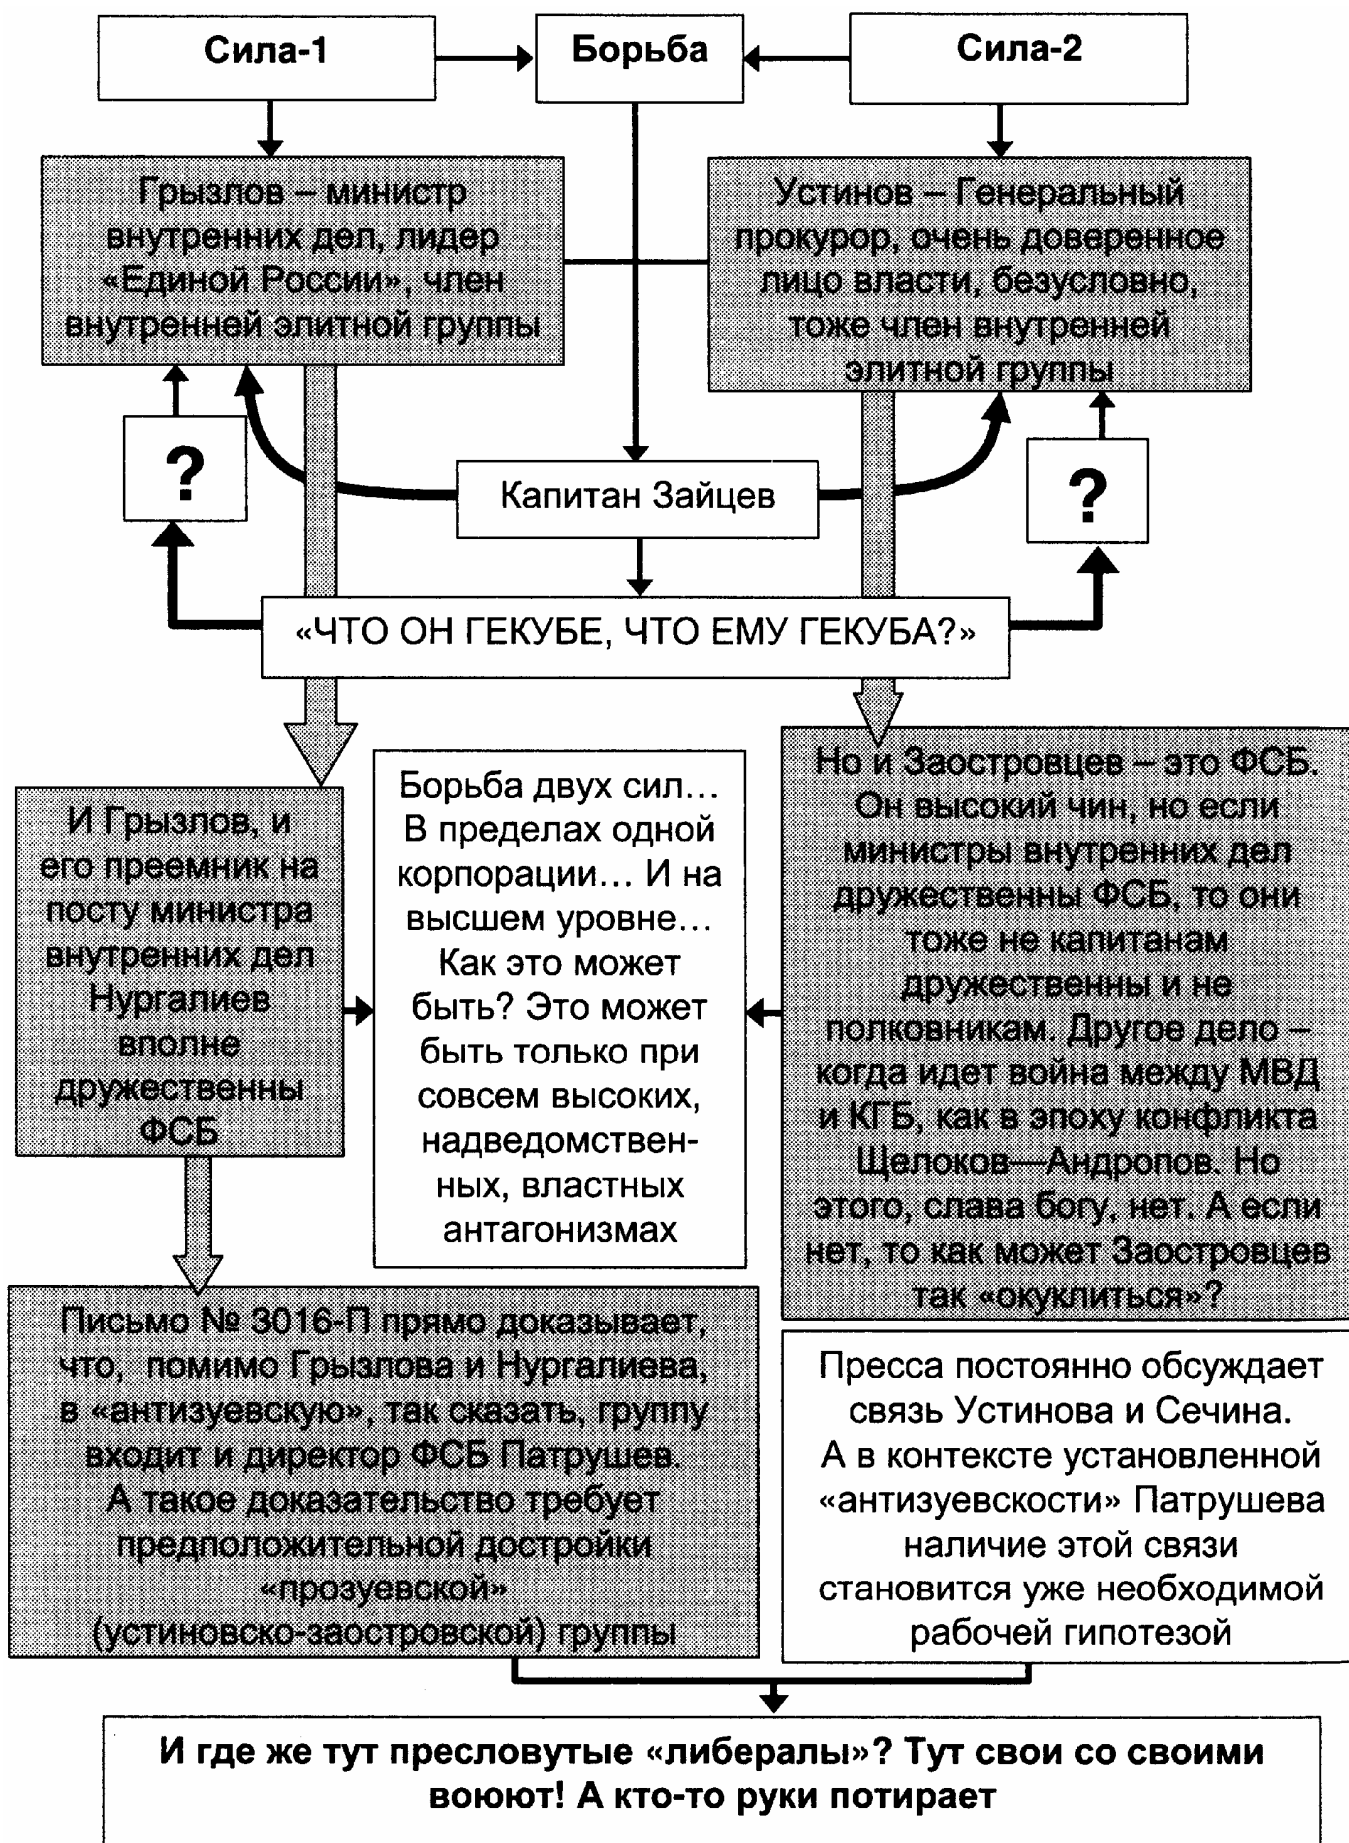 Сила-1
Борьба
Сила-2
Грызлов – министр
внутренних дел, лидер
«Единой России», член
внутренней элитной группы
Устинов – Генеральный
прокурор, очень доверенное
лицо власти, безусловно,
тоже член внутренней
элитной группы
?
Капитан Зайцев
?
«ЧТО ОН ГЕКУБЕ, ЧТО ЕМУ ГЕКУБА?»
И Грызлов, и
его преемник на
посту министра
внутренних дел
Нургалиев
вполне
дружественны
ФСБ
Борьба двух сил...
В пределах одной
корпорации... И на
высшем уровне...
Как это может
быть? Это может
быть только при
совсем высоких,
надведомствен-
ных, властных
антагонизмах
Но и Заостровцев – это ФСБ.
Он высокий чин, но если
министры внутренних дел
дружественны ФСБ, то они
тоже не капитанам
дружественны и не
полковникам. Другое дело –
когда идет война между МВД
и КГБ, как в эпоху конфликта
Щелоков—Андропов. Но
этого, слава богу, нет. А если
нет, то как может Заостровцев
так «окуклиться»?
Письмо № 3016-П прямо доказывает,
что, помимо Грызлова и Нургалиева,
в «антизуевскую», так сказать, группу
входит и директор ФСБ Патрушев.
А такое доказательство требует
предположительной достройки
«прозуевской»
(устиновско-заостровской) группы
Пресса постоянно обсуждает
связь Устинова и Сечина.
А в контексте установленной
«антизуевскости» Патрушева
наличие этой связи
становится уже необходимой
рабочей гипотезой
И где же тут пресловутые «либералы»? Тут свои со своими
воюют! А кто-то руки потирает